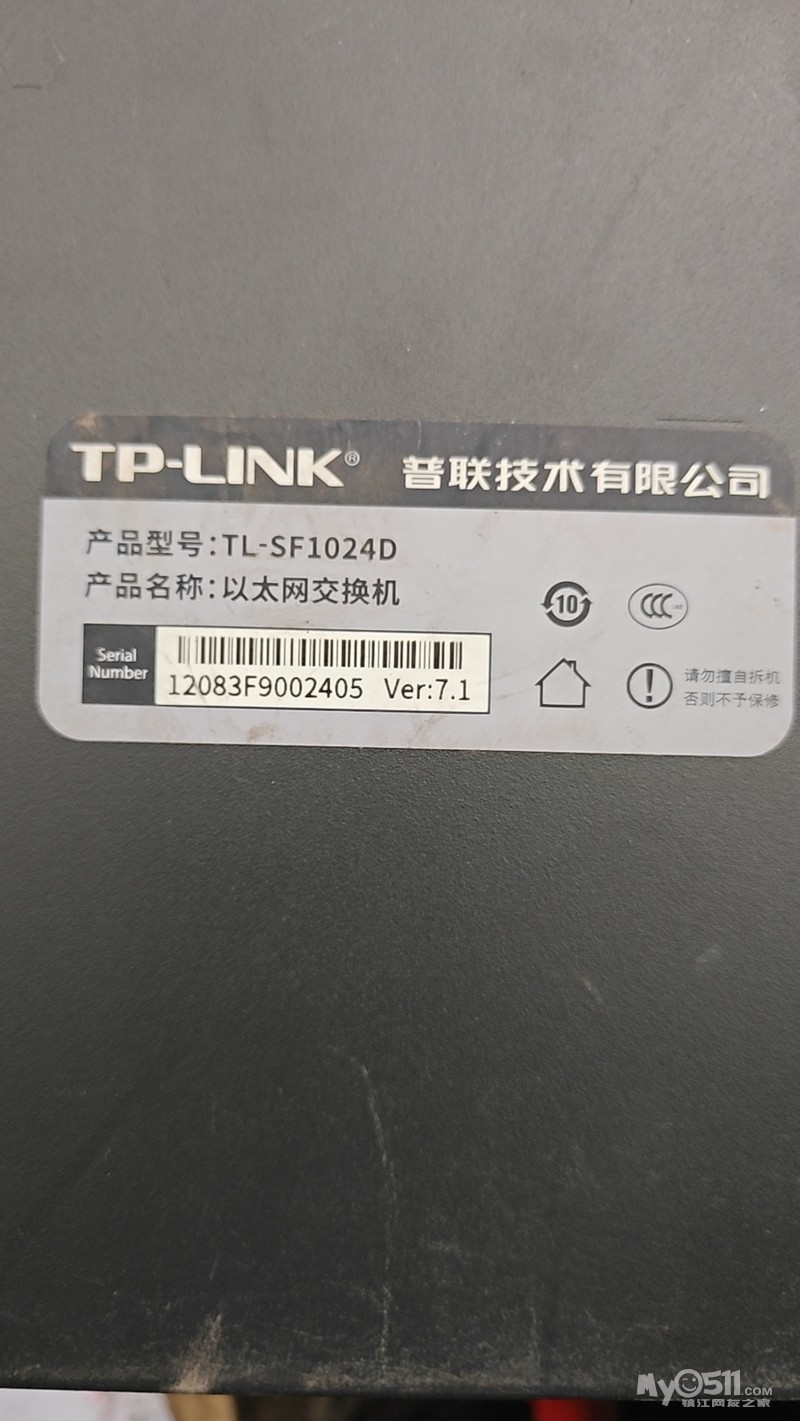 TP-LINK® 普联技术有限公司
产品型号:TL-SF1024D
产品名称:以太网交换机
10
CCC
Serial
Number
12083F9002405 Ver:7.1
请勿擅自拆机
否则不予保修
My0511.COM
镇江网友之家